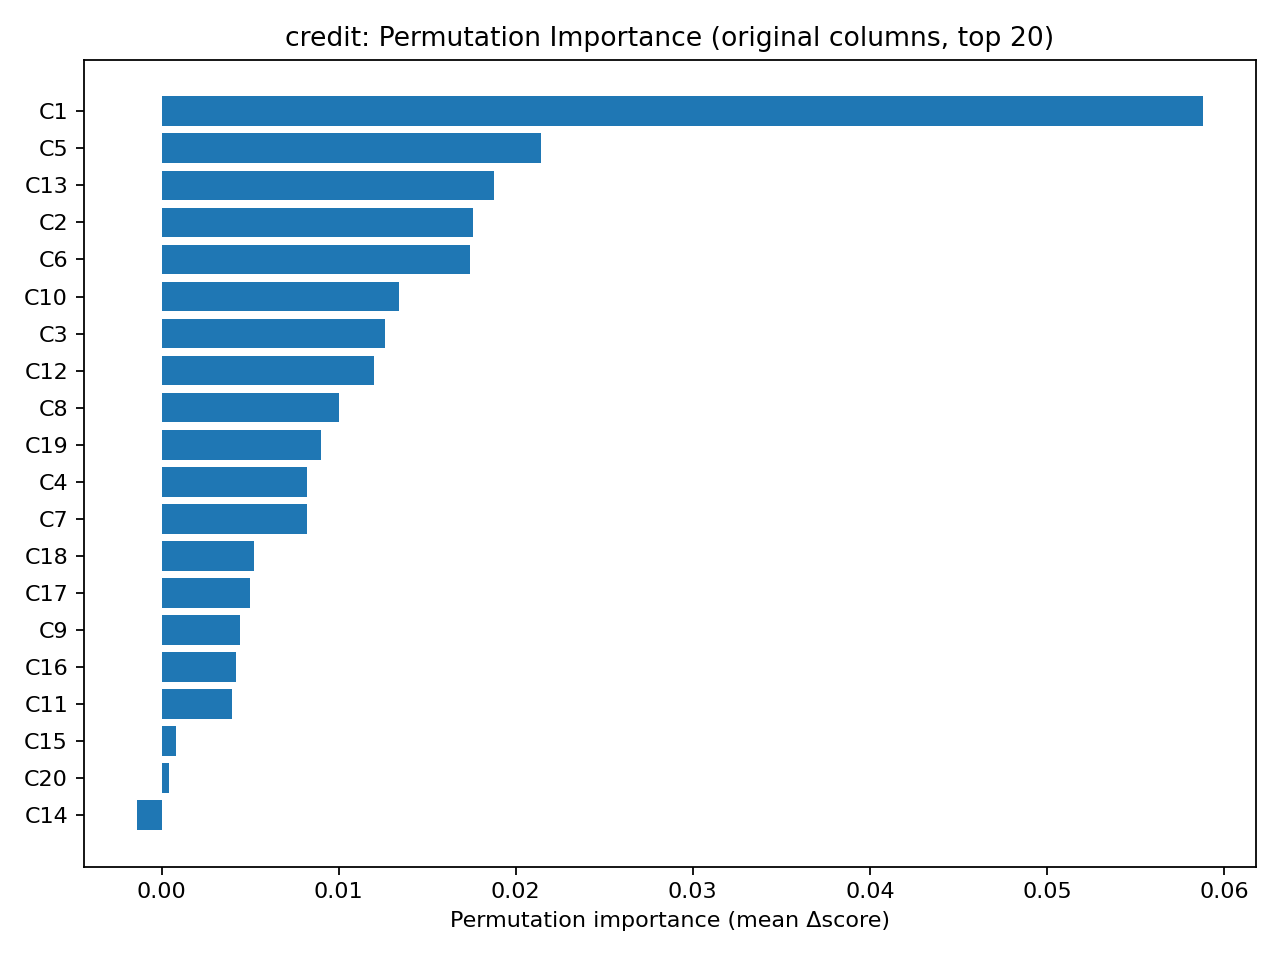 credit: Permutation Importance (original columns, top 20)
C1
C5
C13
C2
C6
C10
C3
C12
C8
C19
C4
C7
C18
C17
C9
C16
C11
C15
C20
C14
0.00 0.01 0.02 0.03 0.04 0.05 0.06
Permutation importance (mean Δscore)